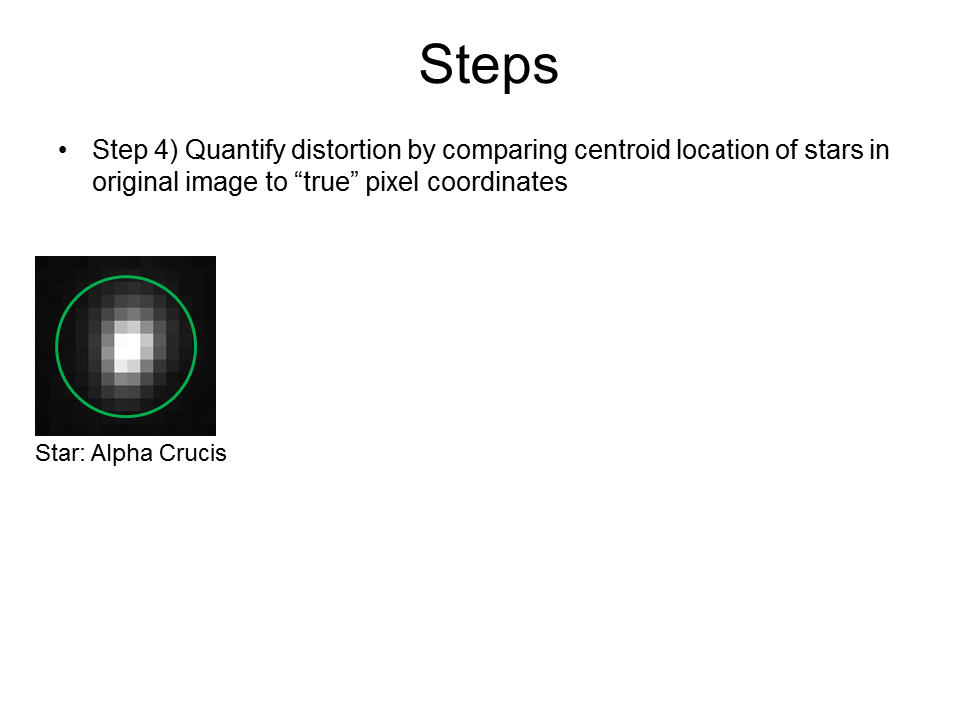 Steps
• Step 4) Quantify distortion by comparing centroid location of stars in
original image to “true” pixel coordinates
Star: Alpha Crucis